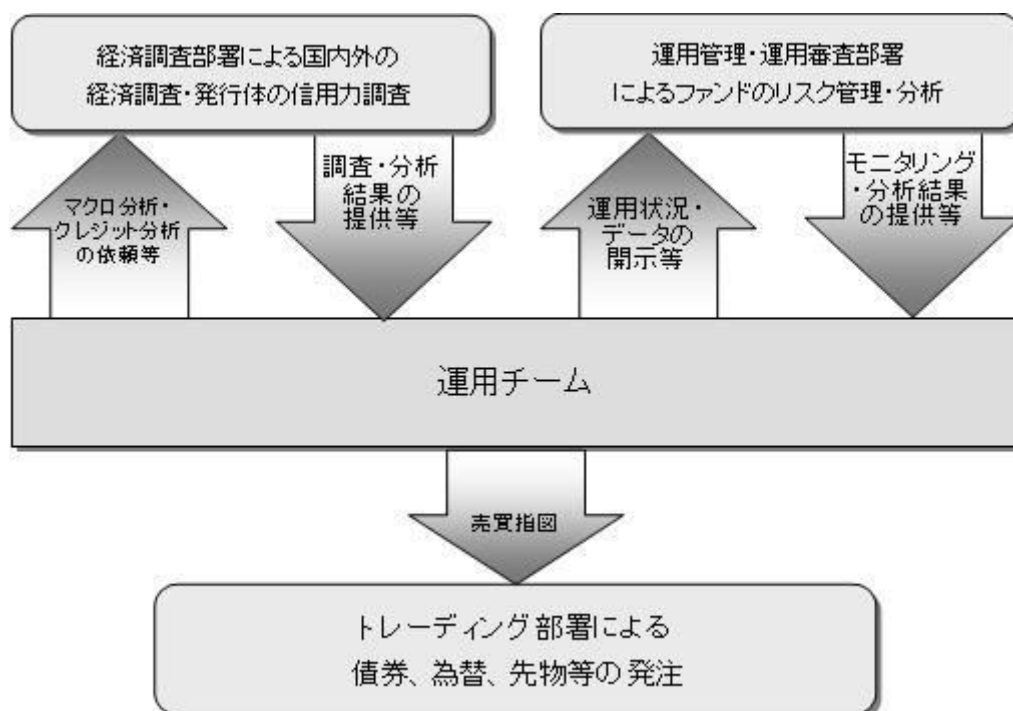 経済調査部署による国内外の
経済調査・発行体の信用力調査
運用管理・運用審査部署
によるファンドのリスク管理・分析
マクロ分析・
クレジット分析
の依頼等
調査・分析
結果の
提供等
運用状況・
データの
開示等
モニタリング
・分析結果
の提供等
運用チーム
売買指図
トレーディング部署による
債券、為替、先物等の発注